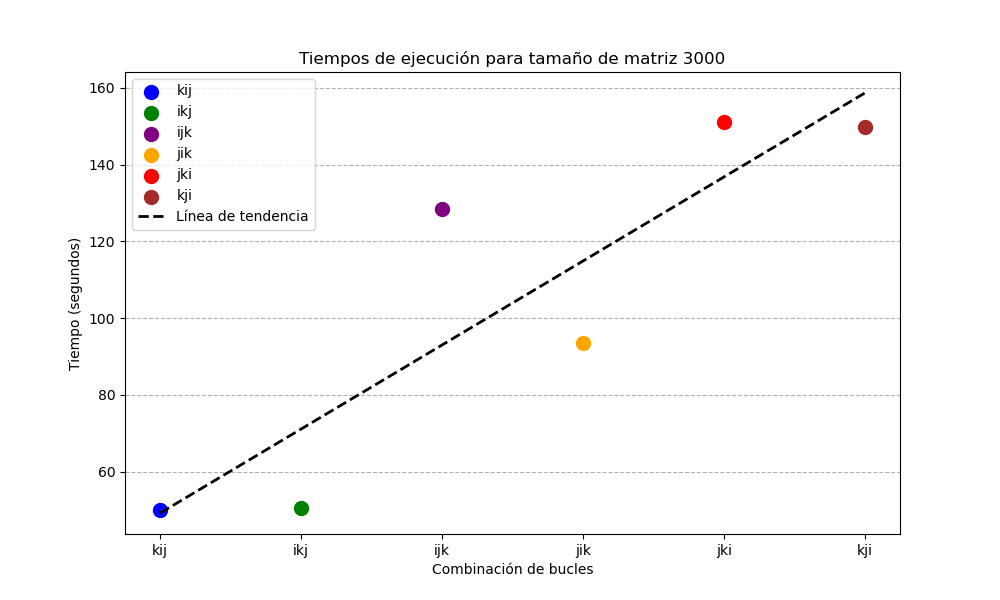 Tiempos de ejecución para tamaño de matriz 3000
Tiempo (segundos)
160
140
120
100
80
60
kij
ikj
ijk
jik
jki
kji
Línea de tendencia
kij ikj ijk jik jki kji
Combinación de bucles